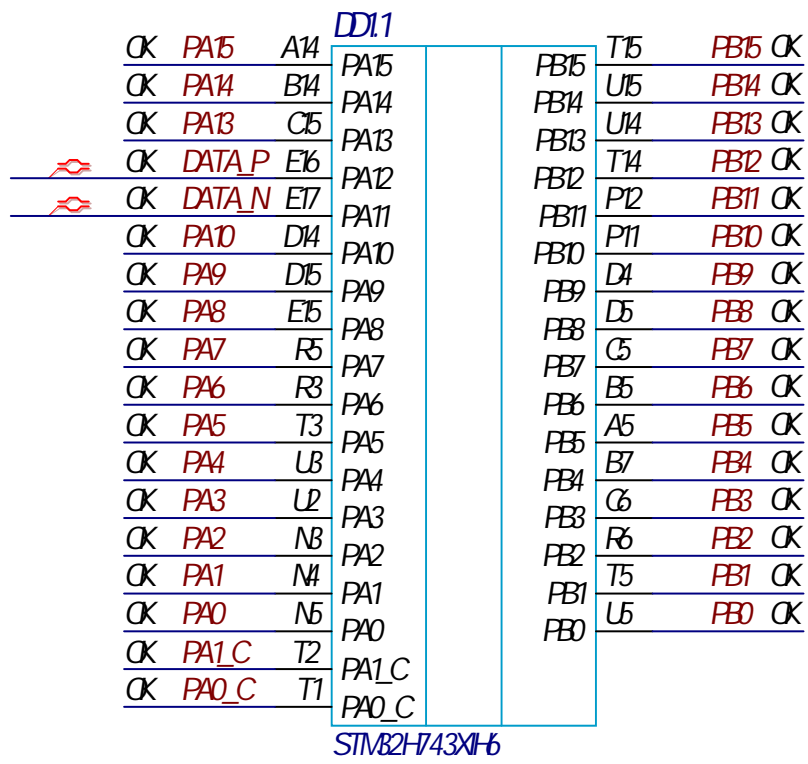 DD1.1
OK PA15 A14 PA15 PB15 T15 PB15 OK
OK PA14 B14 PA14 PB14 U15 PB14 OK
OK PA13 C15 PA13 PB13 U14 PB13 OK
OK DATA_P E16 PA12 PB12 T14 PB12 OK
OK DATA_N E17 PA11 PB11 P12 PB11 OK
OK PA10 D14 PA10 PB10 P11 PB10 OK
OK PA9 D15 PA9 PB9 D4 PB9 OK
OK PA8 E15 PA8 PB8 D5 PB8 OK
OK PA7 R5 PA7 PB7 C5 PB7 OK
OK PA6 R3 PA6 PB6 B5 PB6 OK
OK PA5 T3 PA5 PB5 A5 PB5 OK
OK PA4 U3 PA4 PB4 B7 PB4 OK
OK PA3 U2 PA3 PB3 C6 PB3 OK
OK PA2 N3 PA2 PB2 R6 PB2 OK
OK PA1 N4 PA1 PB1 T5 PB1 OK
OK PA0 N5 PA0 PB0 U5 PB0 OK
OK PA1_C T2 PA1_C
OK PA0_C T1 PA0_C
STM32H743XIH6